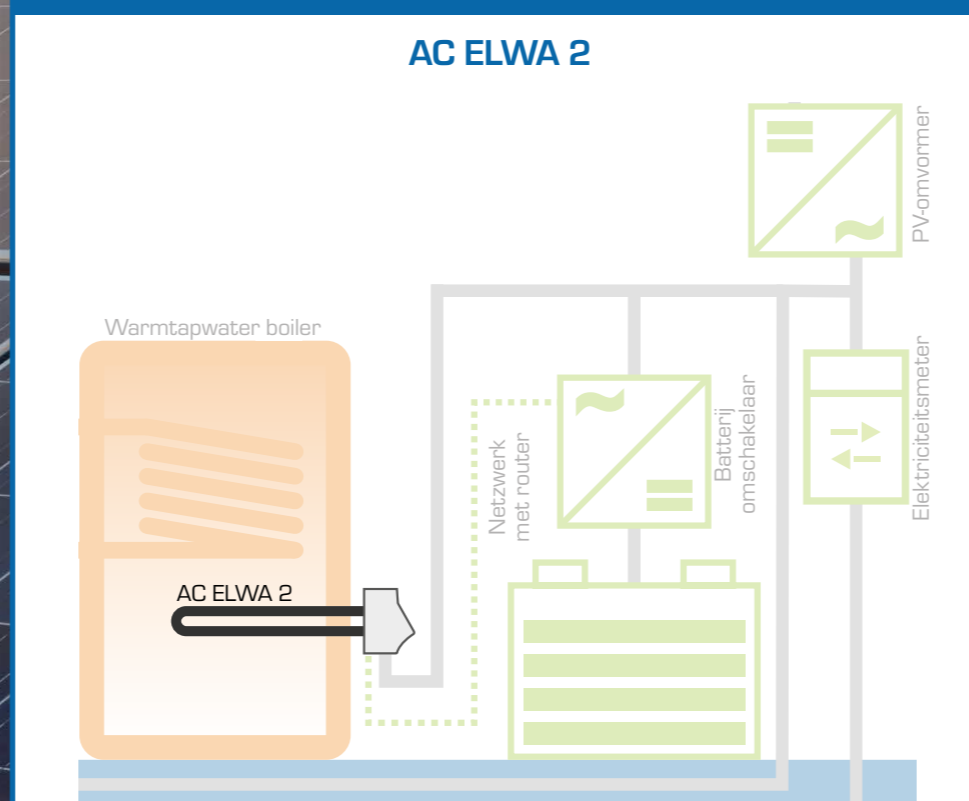 AC ELWA 2
PV-omvormer
Warmtapwater boiler
Elektriciteitsmeter
Batterij
omschakelaar
Netzwerk
met router
AC ELWA 2